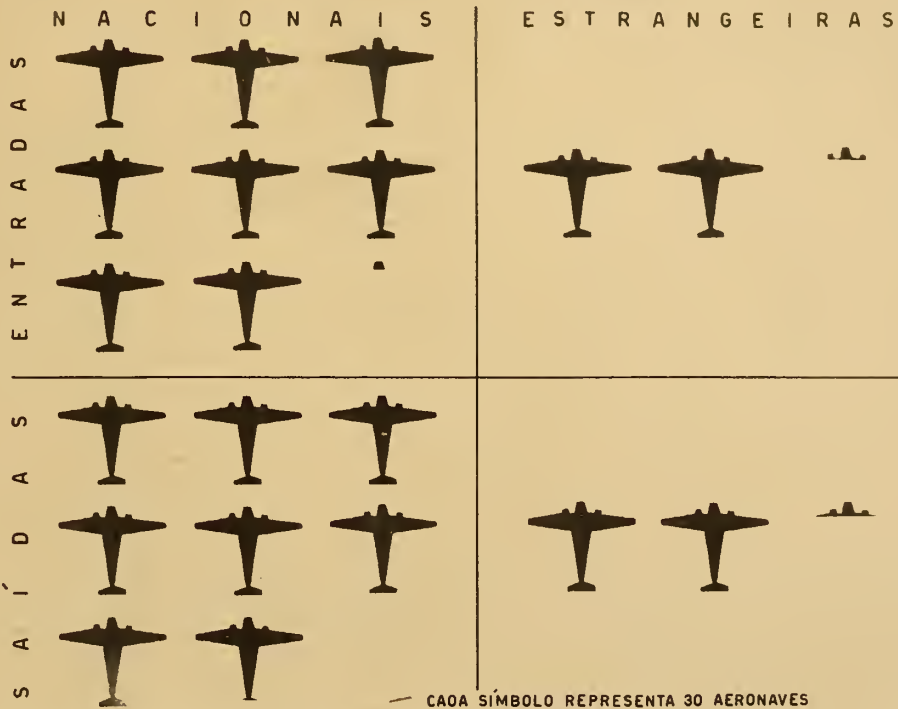 NACIONAIS
ESTRANGEIRAS
ENTRADAS
SAÍDAS
— CADA SÍMBOLO REPRESENTA 30 AERONAVES